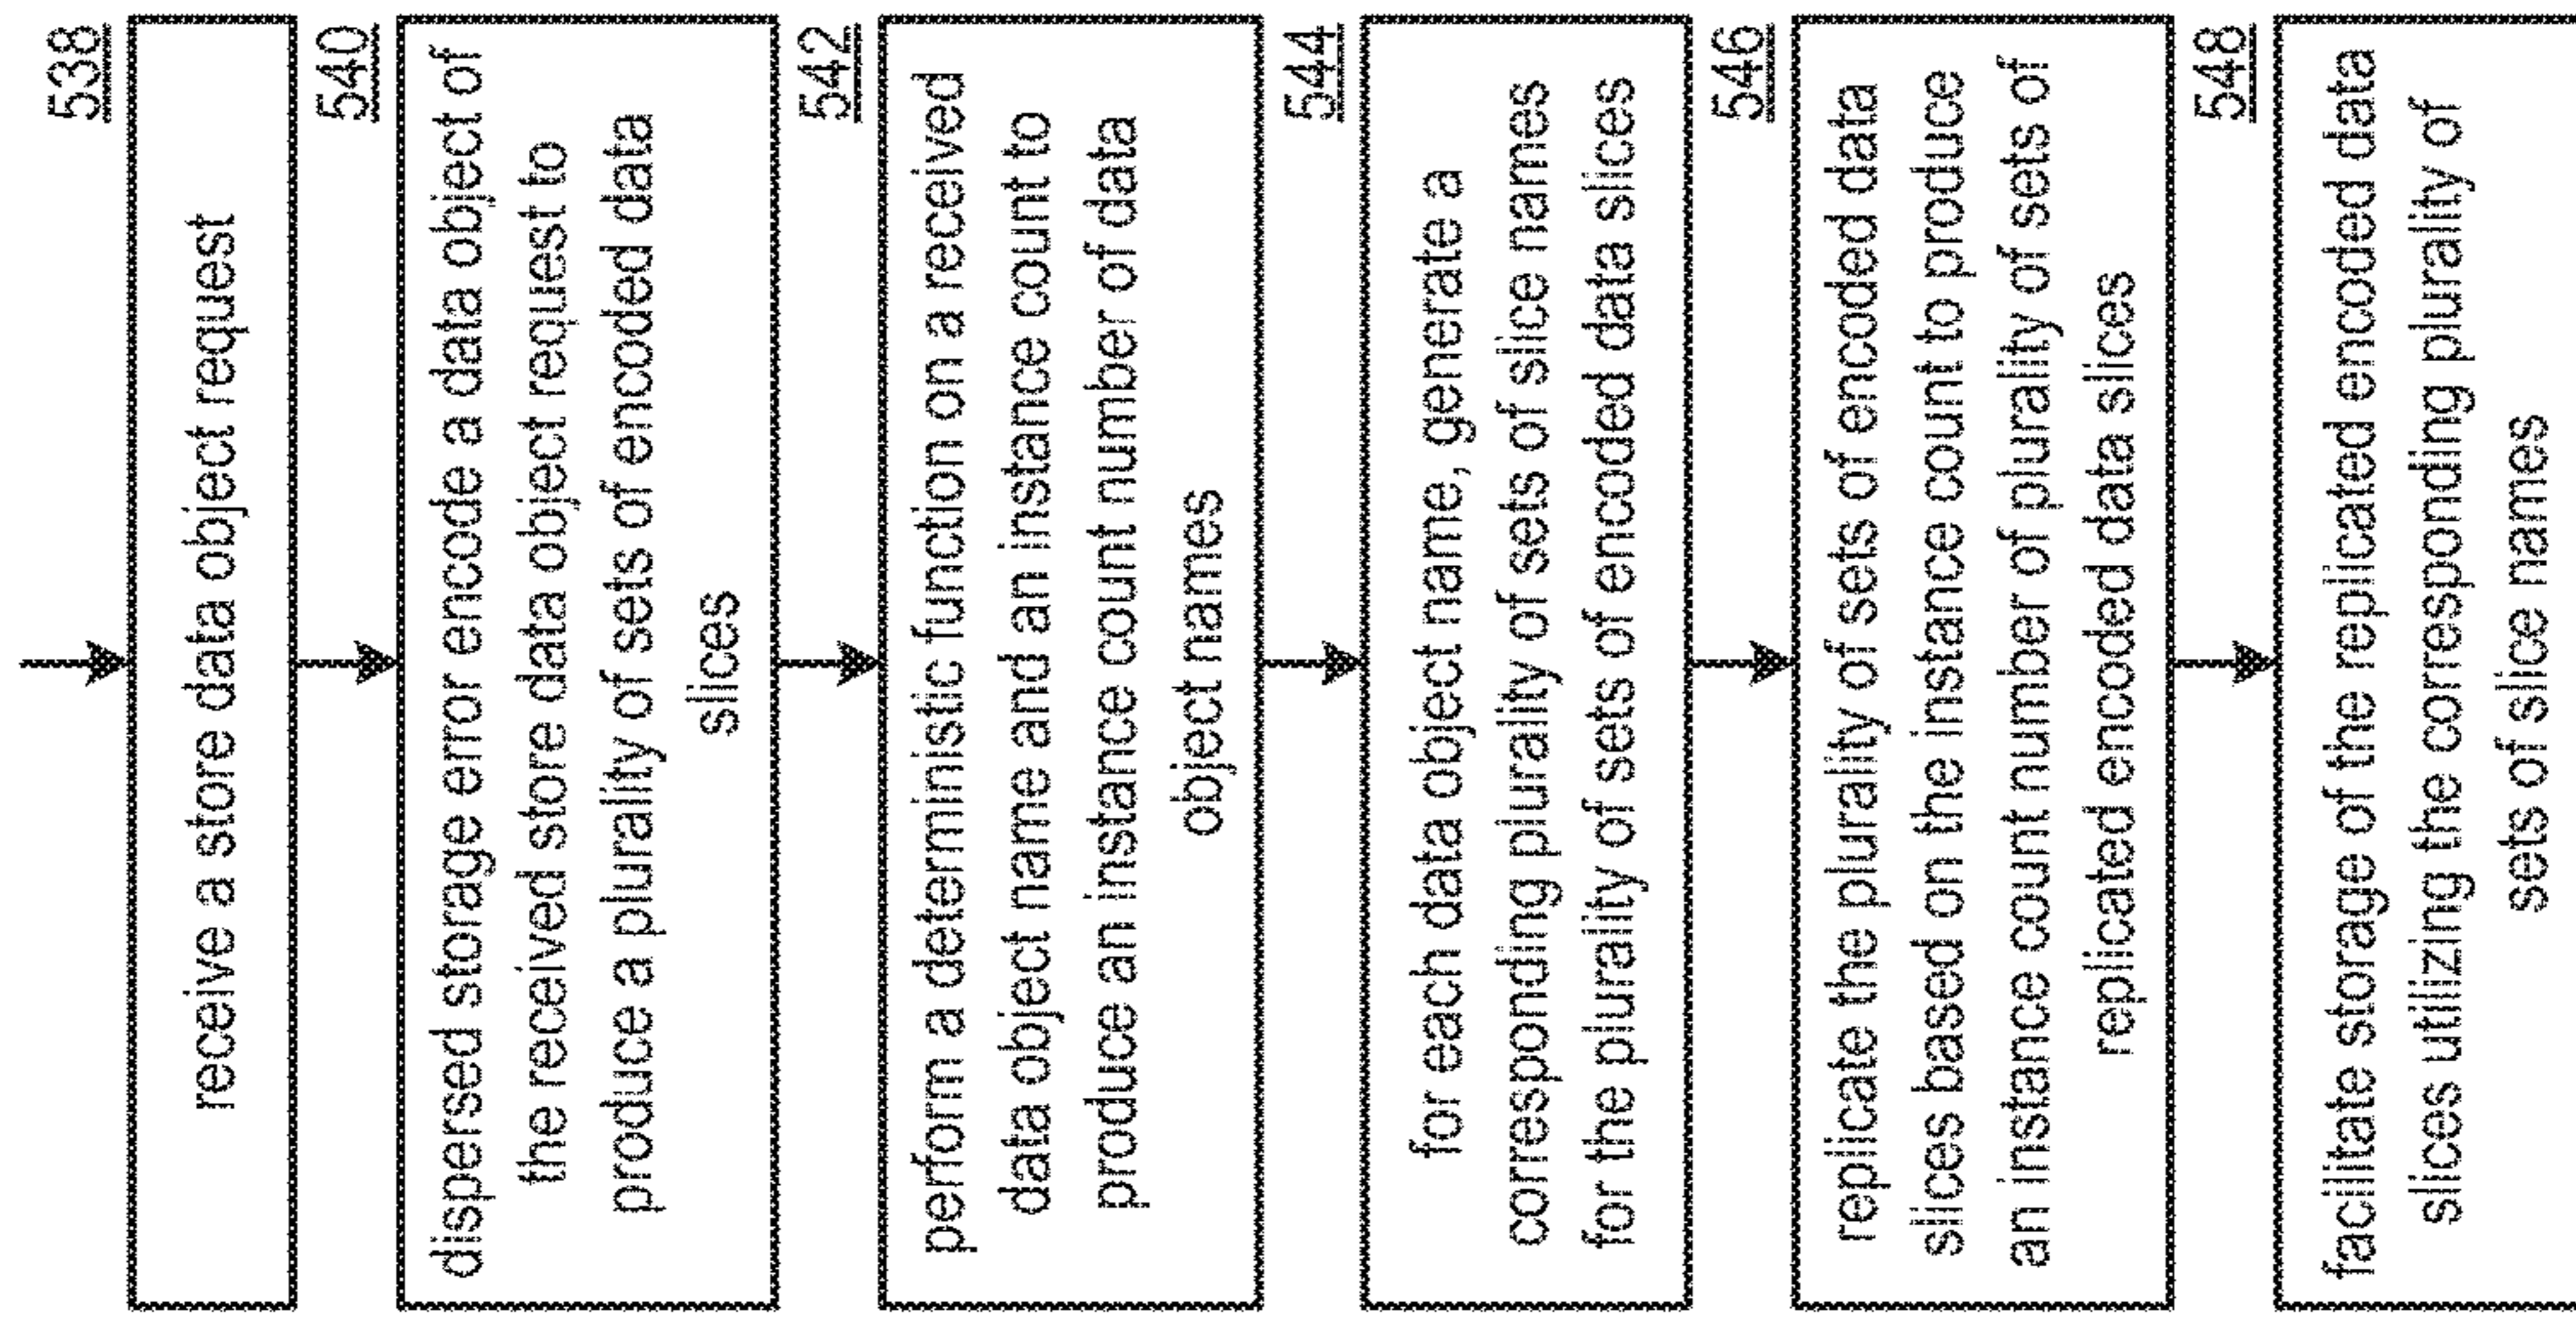 538
receive a store data object request
540
dispersed storage error encode a data object of
the received store data object request to
produce a plurality of sets of encoded data
slices
542
perform a deterministic function on a received
data object name and an instance count to
produce an instance count number of data
object names
544
for each data object name, generate a
corresponding plurality of sets of slice names
for the plurality of sets of encoded data slices
546
replicate the plurality of sets of encoded data
slices based on the instance count to produce
an instance count number of plurality of sets of
replicated encoded data slices
548
facilitate storage of the replicated encoded data
slices utilizing the corresponding plurality of
sets of slice names